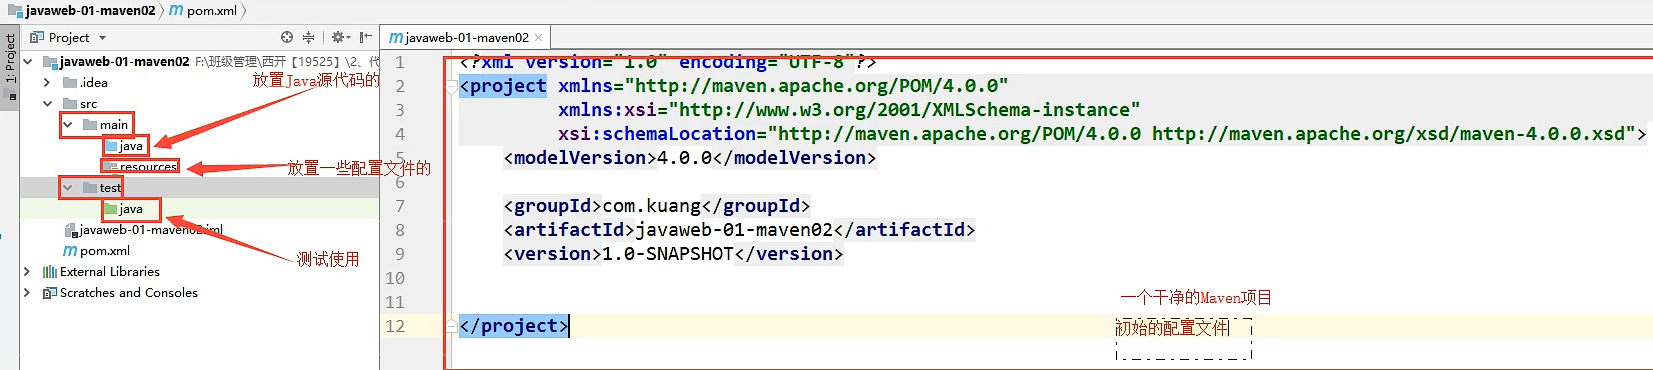 javaweb-01-maven02 pom.xml
1: Project
Project
javaweb-01-maven02 F:\班级管理\西开【19525】\2、代
.idea
放置Java源代码的
src
main
java
resources
放置一些配置文件的
test
java
javaweb-01-maven02.iml
pom.xml
测试使用
External Libraries
Scratches and Consoles
javaweb-01-maven02
1 <?xml version="1.0" encoding="UTF-8"?>
2 <project xmlns="http://maven.apache.org/POM/4.0.0"
3 xmlns:xsi="http://www.w3.org/2001/XMLSchema-instance"
4 xsi:schemaLocation="http://maven.apache.org/POM/4.0.0 http://maven.apache.org/xsd/maven-4.0.0.xsd">
5 <modelVersion>4.0.0</modelVersion>
6
7 <groupId>com.kuang</groupId>
8 <artifactId>javaweb-01-maven02</artifactId>
9 <version>1.0-SNAPSHOT</version>
10
11
12 </project>
一个干净的Maven项目
初始的配置文件